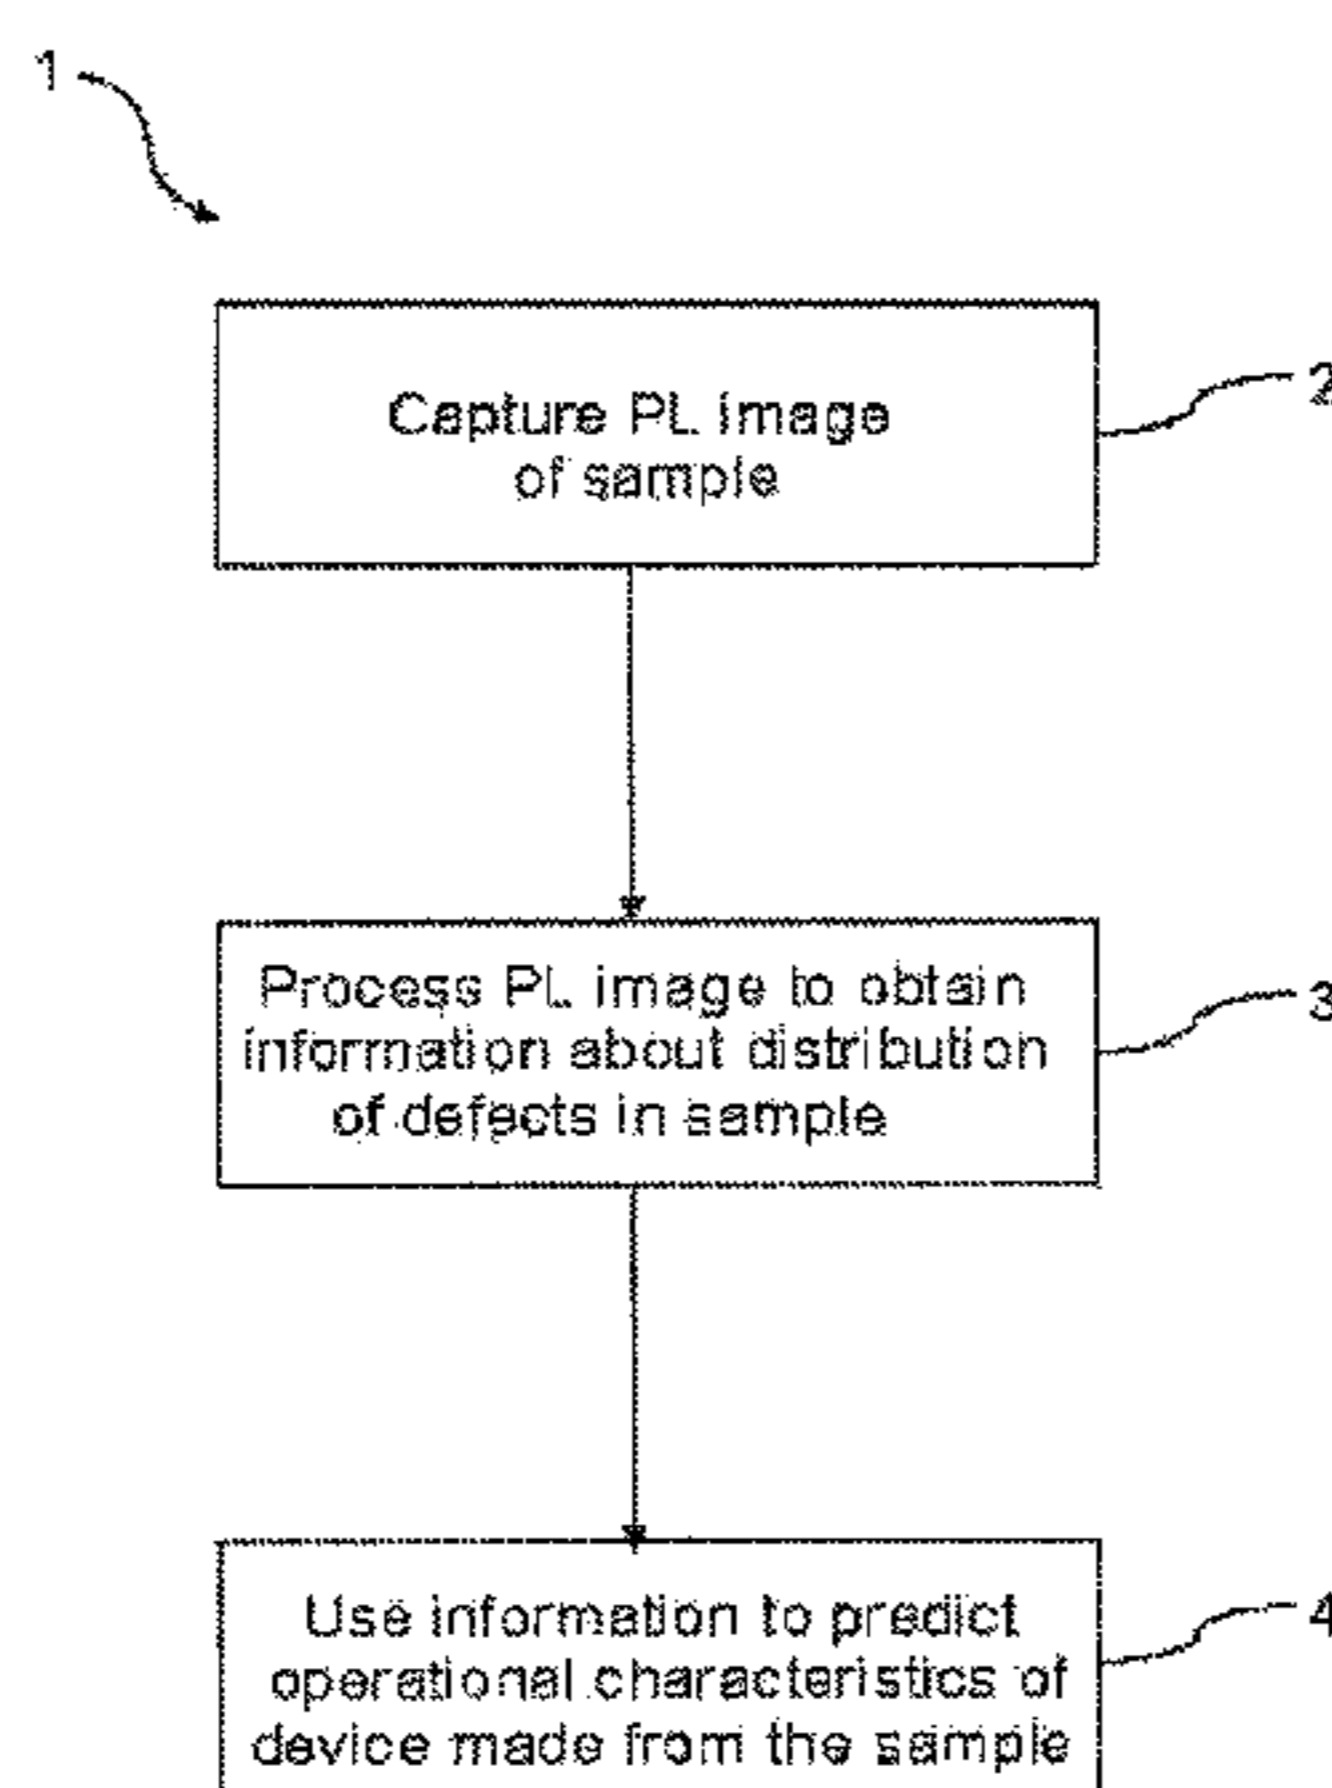 1
Capture PL image
of sample
2
Process PL image to obtain
information about distribution
of defects in sample
3
Use information to predict
operational characteristics of
device made from the sample
4